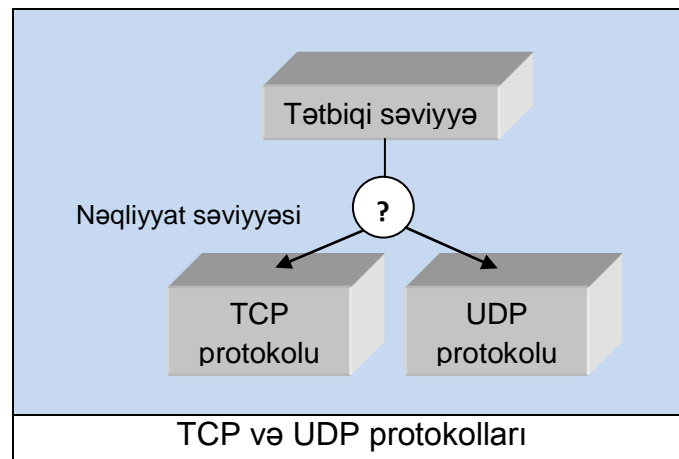 Tətbiqi səviyyə
?
Nəqliyyat səviyyəsi
TCP
protokolu
UDP
protokolu
TCP və UDP protokolları